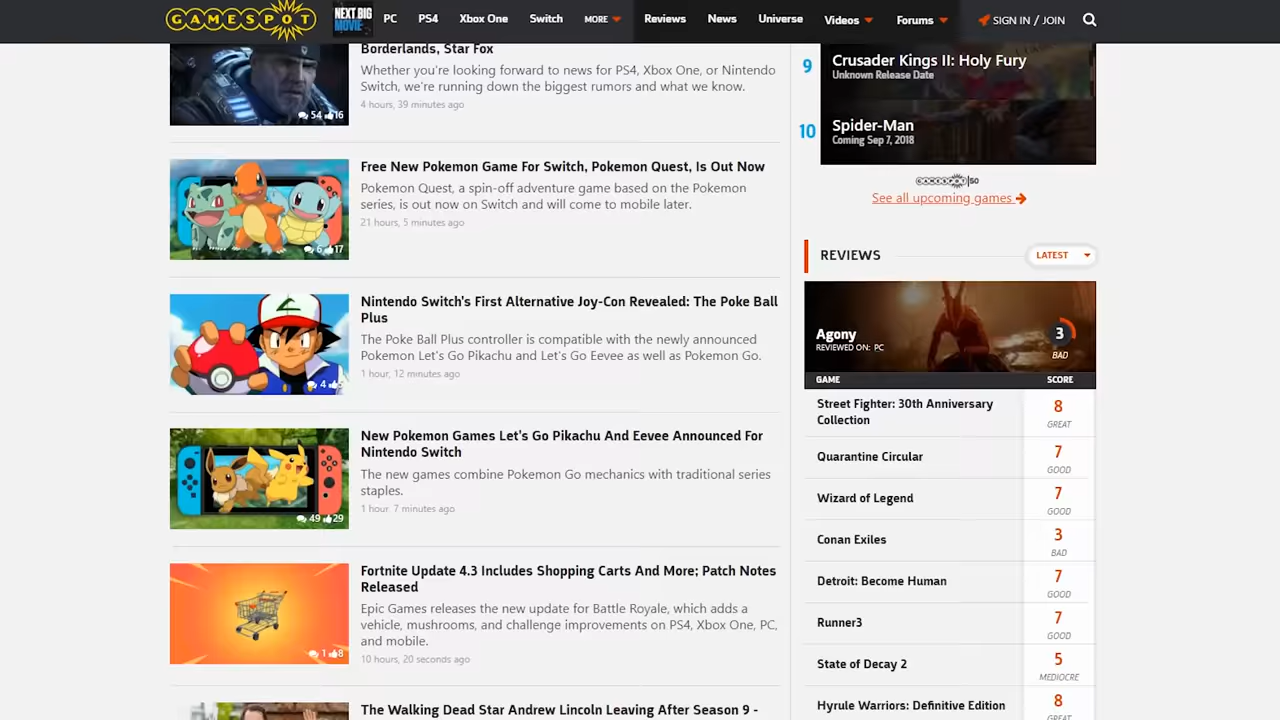 GAMESPOT
NEXT BIG
MOVIE
PC
PS4
Xbox One
Switch
MORE
Reviews
News
Universe
Videos
Forums
SIGN IN / JOIN
Borderlands, Star Fox
Whether you're looking forward to news for PS4, Xbox One, or Nintendo
Switch, we're running down the biggest rumors and what we know.
4 hours, 39 minutes ago
54 16
Free New Pokemon Game For Switch, Pokemon Quest, Is Out Now
Pokemon Quest, a spin-off adventure game based on the Pokemon
series, is out now on Switch and will come to mobile later.
21 hours, 5 minutes ago
6 17
Nintendo Switch's First Alternative Joy-Con Revealed: The Poke Ball
Plus
The Poke Ball Plus controller is compatible with the newly announced
Pokemon Let's Go Pikachu and Let's Go Eevee as well as Pokemon Go.
1 hour, 12 minutes ago
4
New Pokemon Games Let's Go Pikachu And Eevee Announced For
Nintendo Switch
The new games combine Pokemon Go mechanics with traditional series
staples.
1 hour 7 minutes ago
49 29
Fortnite Update 4.3 Includes Shopping Carts And More; Patch Notes
Released
Epic Games releases the new update for Battle Royale, which adds a
vehicle, mushrooms, and challenge improvements on PS4, Xbox One, PC,
and mobile.
10 hours, 20 seconds ago
1 8
The Walking Dead Star Andrew Lincoln Leaving After Season 9 -
9
Crusader Kings II: Holy Fury
Unknown Release Date
10
Spider-Man
Coming Sep 7, 2018
GAMESPOT|50
See all upcoming games
REVIEWS
LATEST
Agony
REVIEWED ON: PC
3
BAD
GAME SCORE
Street Fighter: 30th Anniversary
Collection
8
GREAT
Quarantine Circular
7
GOOD
Wizard of Legend
7
GOOD
Conan Exiles
3
BAD
Detroit: Become Human
7
GOOD
Runner3
7
GOOD
State of Decay 2
5
MEDIOCRE
Hyrule Warriors: Definitive Edition
8
GREAT